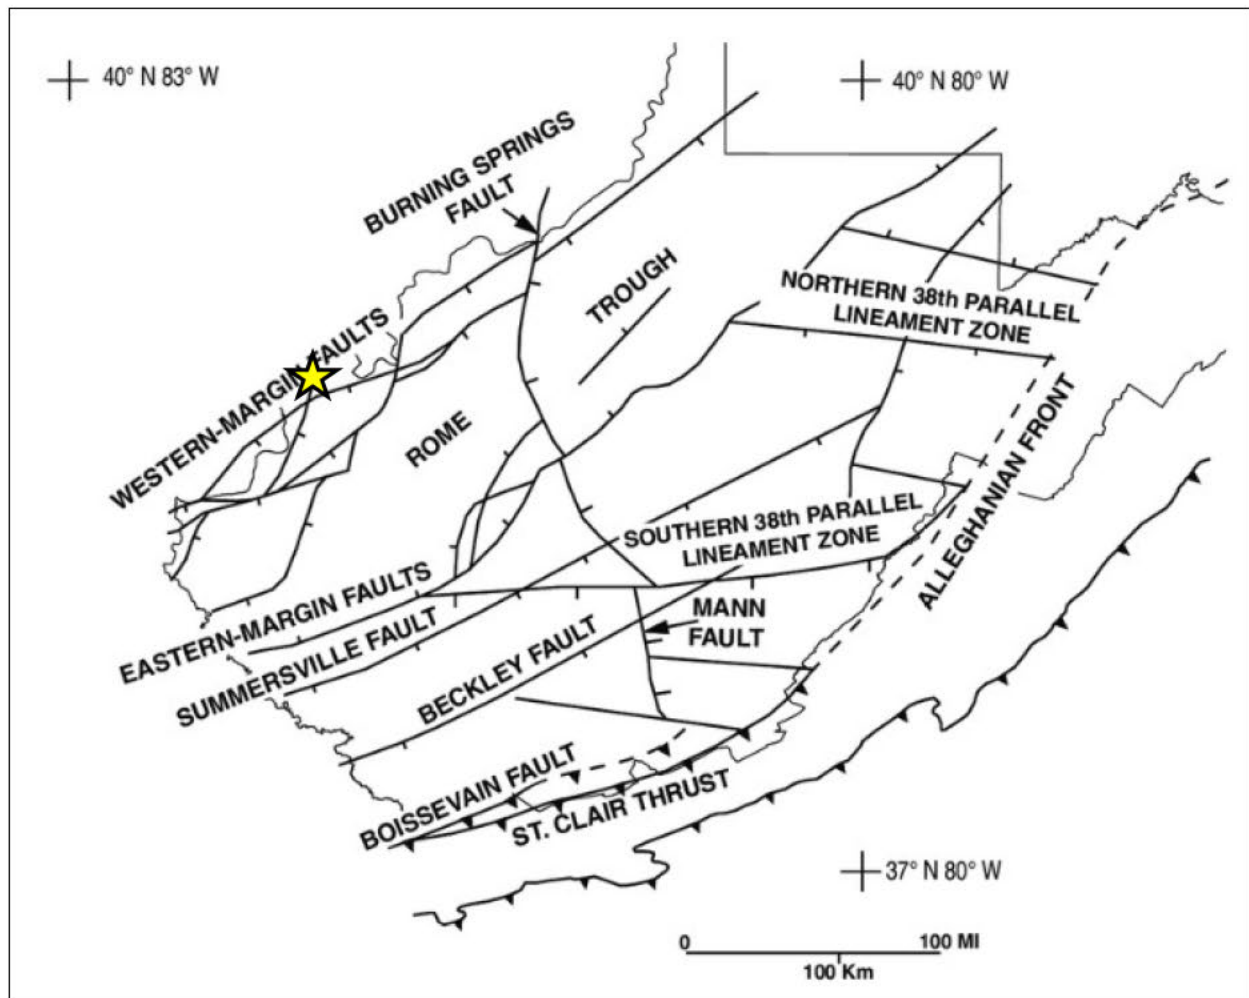 40° N 83° W
40° N 80° W
BURNING SPRINGS
FAULT
TROUGH
NORTHERN 38th PARALLEL
LINEAMENT ZONE
WESTERN-MARGIN FAULTS
ROME
ALLEGHANIAN FRONT
SOUTHERN 38th PARALLEL
LINEAMENT ZONE
EASTERN-MARGIN FAULTS
SUMMERSVILLE FAULT
BECKLEY FAULT
MANN
FAULT
BOISSEVAIN FAULT
ST. CLAIR THRUST
37° N 80° W
0 100 MI
100 Km